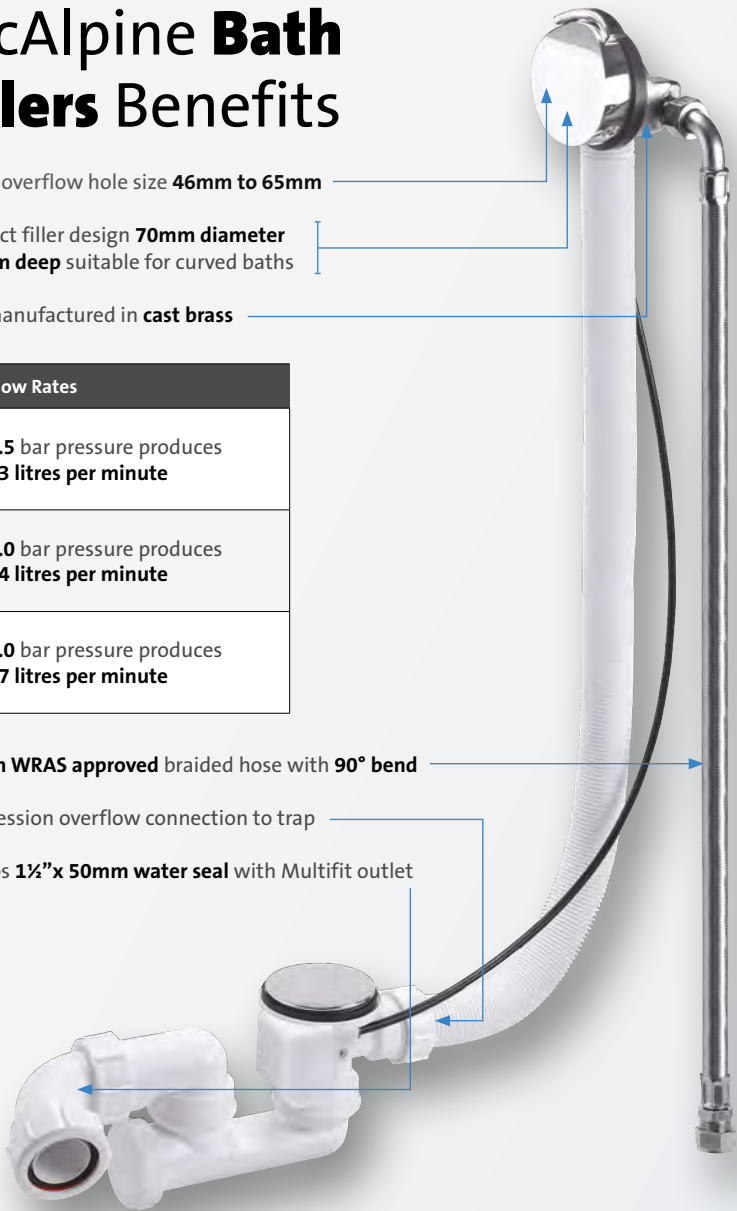 cAlpine Bath
lers Benefits
overflow hole size 46mm to 65mm
ct filler design 70mm diameter
m deep suitable for curved baths
manufactured in cast brass
ow Rates
.5 bar pressure produces
3 litres per minute
.0 bar pressure produces
4 litres per minute
.0 bar pressure produces
7 litres per minute
m WRAS approved braided hose with 90° bend
ession overflow connection to trap
s 1½”x 50mm water seal with Multifit outlet